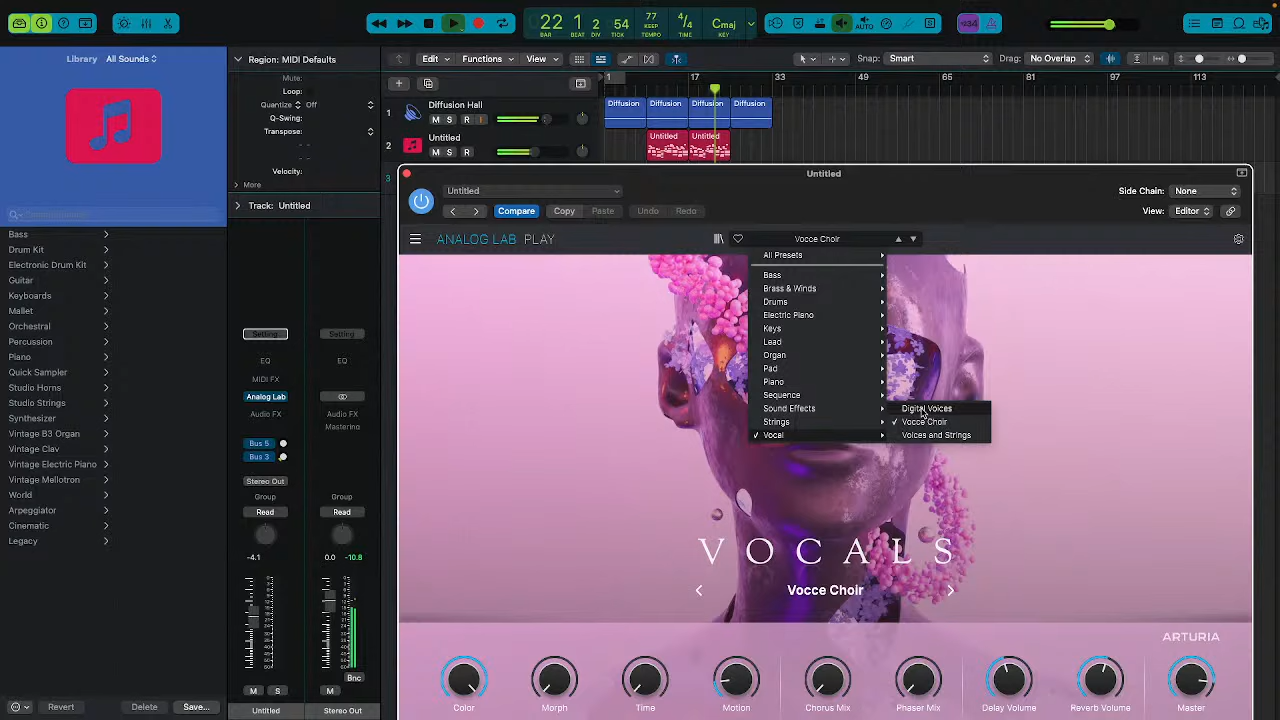 22 1 2 54 77 4/4 Cmaj
BAR BEAT DIV TICK KEEP TEMPO TIME KEY
AUTO
1234
Library All Sounds
Region: MIDI Defaults
Mute:
Loop:
Quantize Off
Q-Swing:
Transpose:
Velocity:
More
Track: Untitled
Edit Functions View Snap: Smart Drag: No Overlap
1 17 33 49 65 81 97 113
1 Diffusion Hall
M S R I
2 Untitled
M S R
3
Diffusion Diffusion Diffusion Diffusion
Untitled Untitled
Bass
Drum Kit
Electronic Drum Kit
Guitar
Keyboards
Mallet
Orchestral
Percussion
Piano
Quick Sampler
Studio Horns
Studio Strings
Synthesizer
Vintage B3 Organ
Vintage Clav
Vintage Electric Piano
Vintage Mellotron
World
Arpeggiator
Cinematic
Legacy
Revert Delete Save...
Setting Setting
EQ EQ
MIDI FX
Analog Lab
Audio FX Audio FX
Mastering
Bus 5
Bus 3
Stereo Out
Group Group
Read Read
-4.1 0.0 -10.8
Bnc
M S M
Untitled Stereo Out
Untitled
Untitled
Side Chain: None
Compare Copy Paste Undo Redo
View: Editor
ANALOG LAB PLAY
Vocce Choir
All Presets
Bass
Brass & Winds
Drums
Electric Piano
Keys
Lead
Organ
Pad
Piano
Sequence
Sound Effects
Strings
Vocal
Digital Voices
Vocce Choir
Voices and Strings
VOCALS
Vocce Choir
ARTURIA
Color Morph Time Motion Chorus Mix Phaser Mix Delay Volume Reverb Volume Master